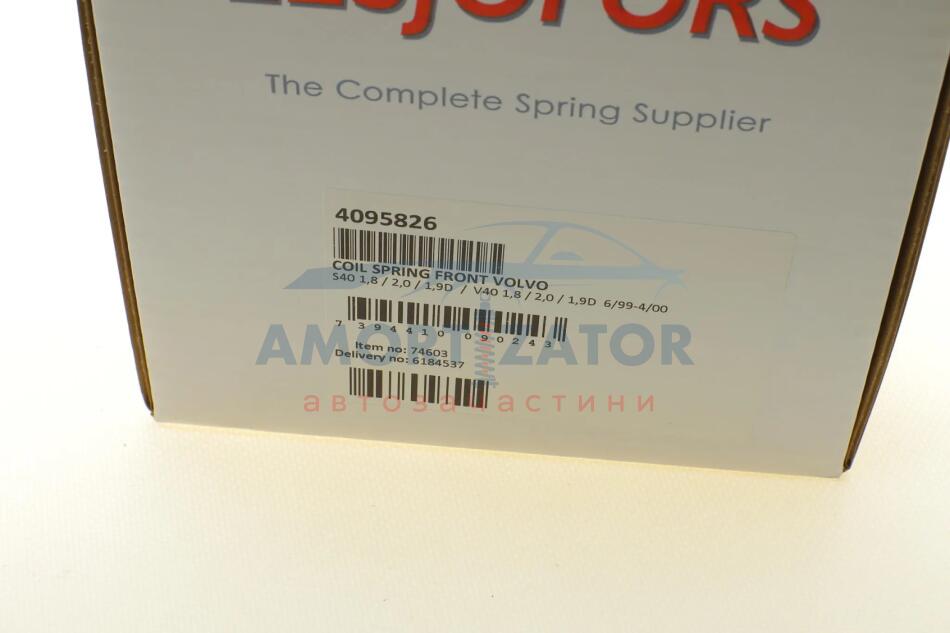 LESJÖFORS
The Complete Spring Supplier
4095826
COIL SPRING FRONT VOLVO
S40 1,8 / 2,0 / 1,9D / V40 1,8 / 2,0 / 1,9D 6/99-4/00
7 394410 090243
Item no: 74603
Delivery no: 6184537
AMORTIZATOR
автозапчастини